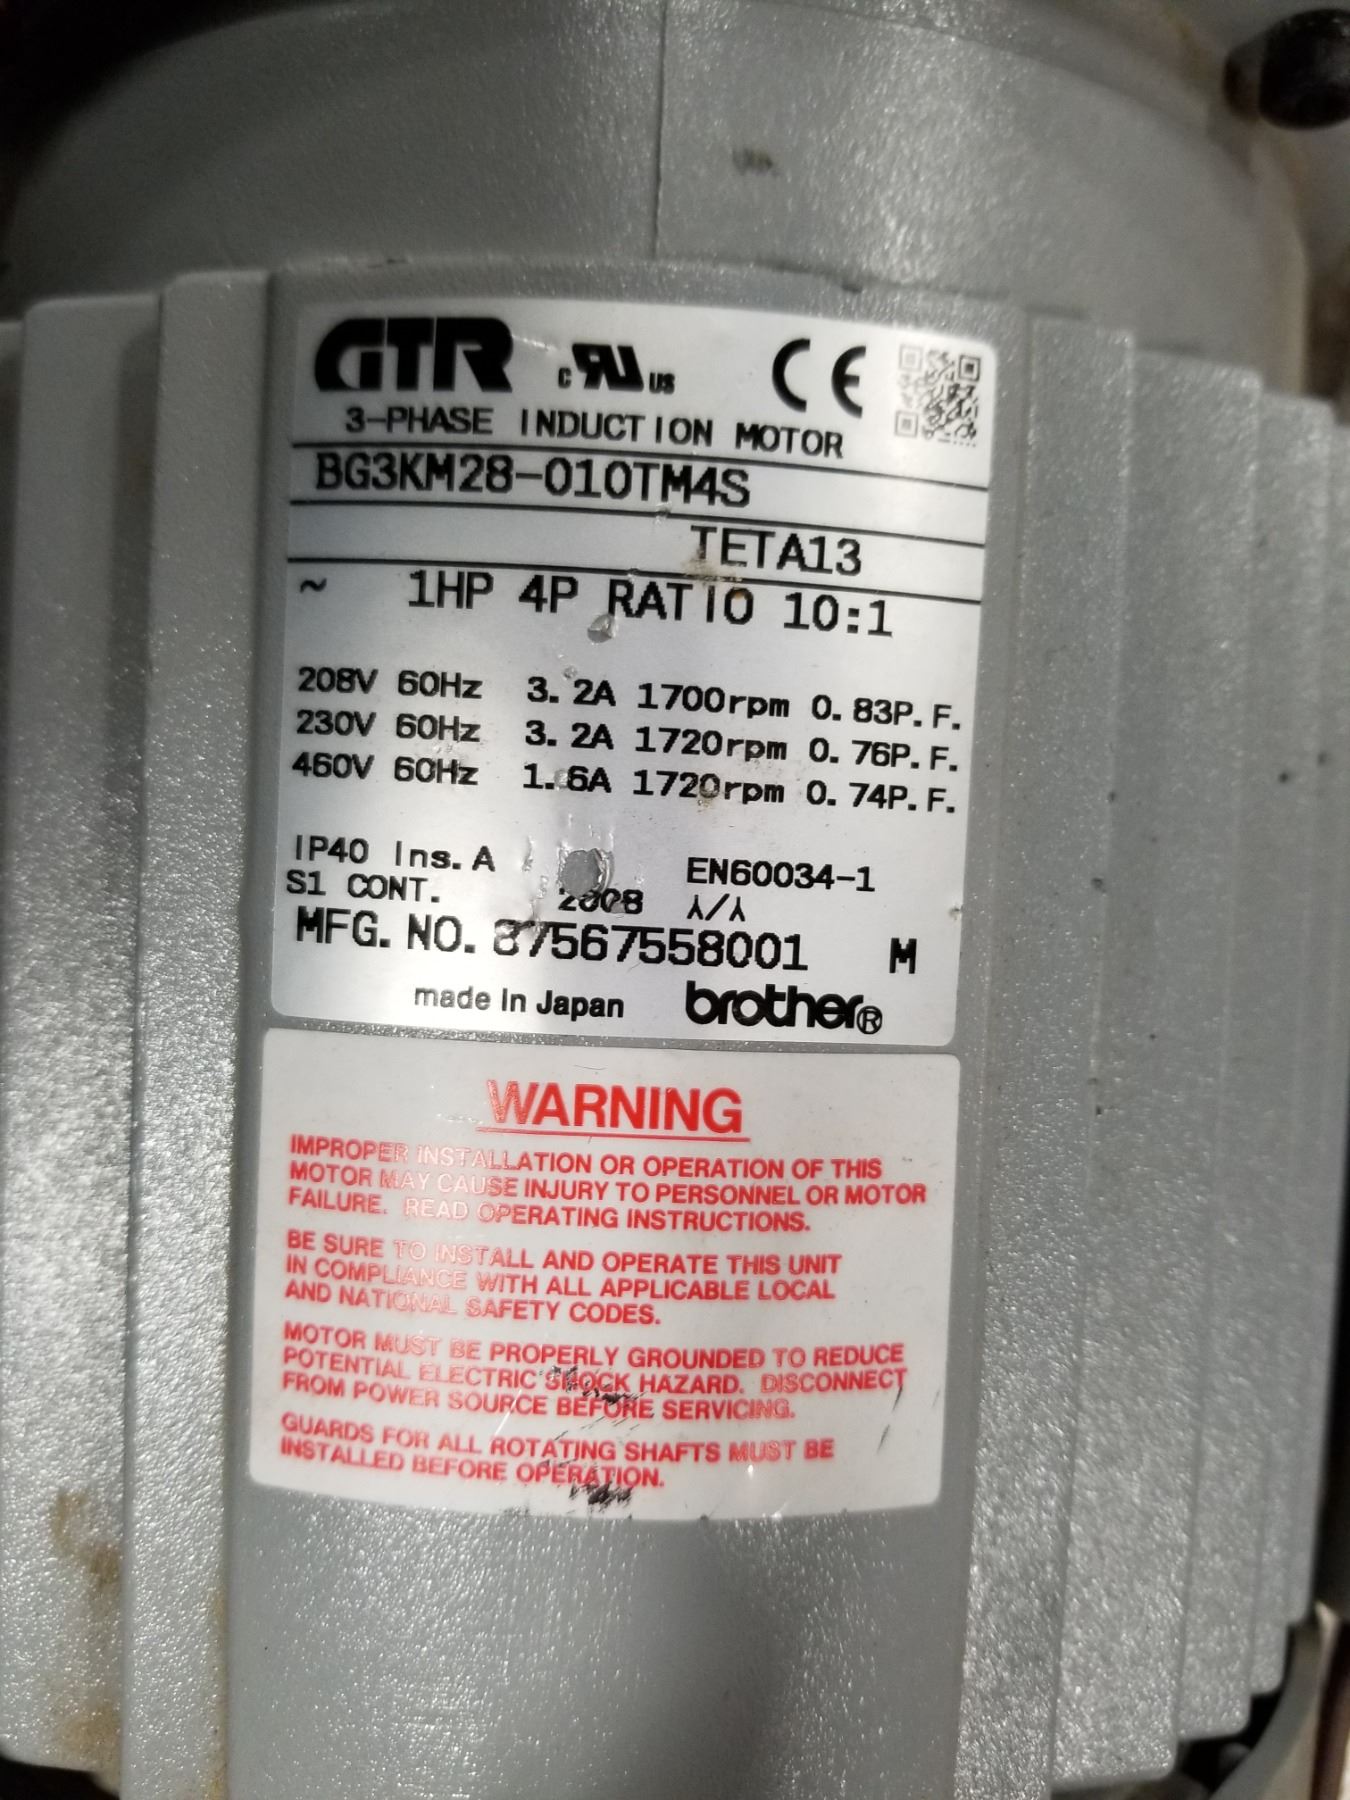 GTR c RU US CE
3-PHASE INDUCTION MOTOR
BG3KM28-010TM4S
TETA13
~ 1HP 4P RATIO 10:1
208V 60Hz 3.2A 1700rpm 0.83P.F.
230V 60Hz 3.2A 1720rpm 0.76P.F.
460V 60Hz 1.6A 1720rpm 0.74P.F.
IP40 Ins.A EN60034-1
S1 CONT. 2008 ⅄/⅄
MFG.NO. 87567558001 M
made in Japan brother®
WARNING
IMPROPER INSTALLATION OR OPERATION OF THIS
MOTOR MAY CAUSE INJURY TO PERSONNEL OR MOTOR
FAILURE. READ OPERATING INSTRUCTIONS.
BE SURE TO INSTALL AND OPERATE THIS UNIT
IN COMPLIANCE WITH ALL APPLICABLE LOCAL
AND NATIONAL SAFETY CODES.
MOTOR MUST BE PROPERLY GROUNDED TO REDUCE
POTENTIAL ELECTRIC SHOCK HAZARD. DISCONNECT
FROM POWER SOURCE BEFORE SERVICING.
GUARDS FOR ALL ROTATING SHAFTS MUST BE
INSTALLED BEFORE OPERATION.